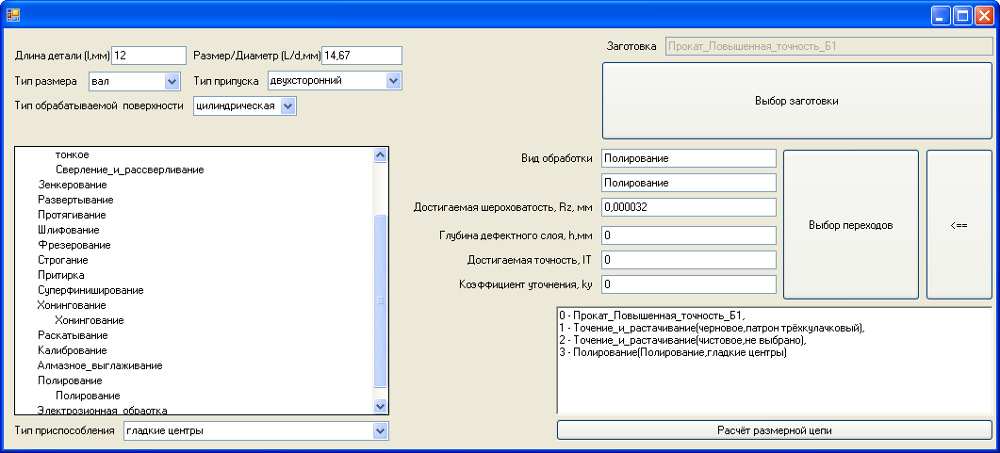 Длина детали (l,мм) 12 Размер/Диаметр (L/d,мм) 14,67
Тип размера вал Тип припуска двухсторонний
Тип обрабатываемой поверхности цилиндрическая
Заготовка Прокат_Повышенная_точность_Б1
Выбор заготовки
тонкое
Сверление_и_рассверливание
Зенкерование
Развертывание
Протягивание
Шлифование
Фрезерование
Строгание
Притирка
Суперфиниширование
Хонингование
Хонингование
Раскатывание
Калибрование
Алмазное_выглаживание
Полирование
Полирование
Электрозионная_обраотка
Тип приспособления гладкие центры
Вид обработки Полирование
Полирование
Достигаемая шероховатость, Rz, мм 0,000032
Глубина дефектного слоя, h,мм 0
Достигаемая точность, IT 0
Коэффициент уточнения, ky 0
Выбор переходов
<==
0 - Прокат_Повышенная_точность_Б1,
1 - Точение_и_растачивание(черновое,патрон трёхкулачковый),
2 - Точение_и_растачивание(чистовое,не выбрано),
3 - Полирование(Полирование,гладкие центры)
Расчёт размерной цепи